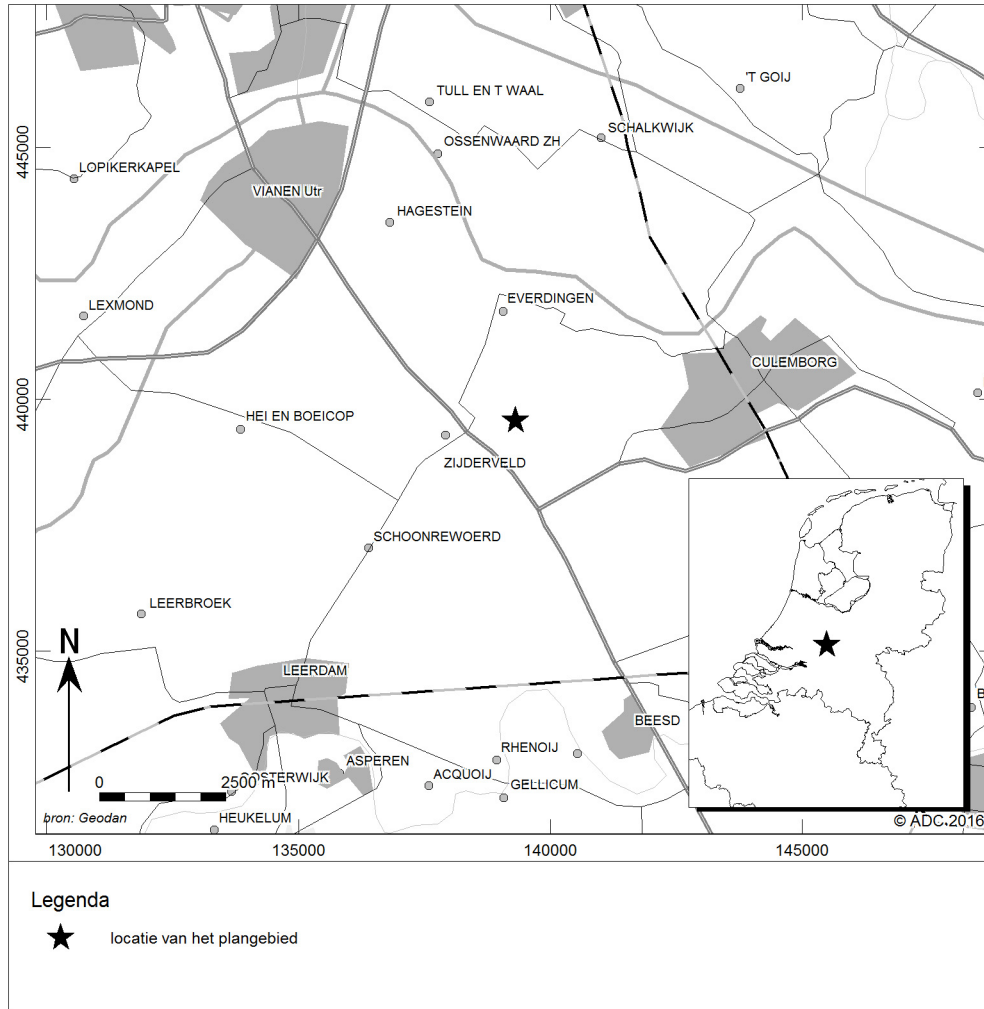 'T GOIJ
TULL EN T WAAL
SCHALKWIJK
OSSENWAARD ZH
LOPIKERKAPEL
VIANEN Utr
HAGESTEIN
EVERDINGEN
LEXMOND
CULEMBORG
HEI EN BOEICOP
ZIJDERVELD
SCHOONREWOERD
LEERBROEK
N
LEERDAM
BEESD
RHENOIJ
ASPEREN
OOSTERWIJK
ACQUOIJ
GELLICUM
HEUKELUM
B
0
2500 m
bron: Geodan
© ADC 2016
445000
440000
435000
130000
135000
140000
145000
Legenda
locatie van het plangebied